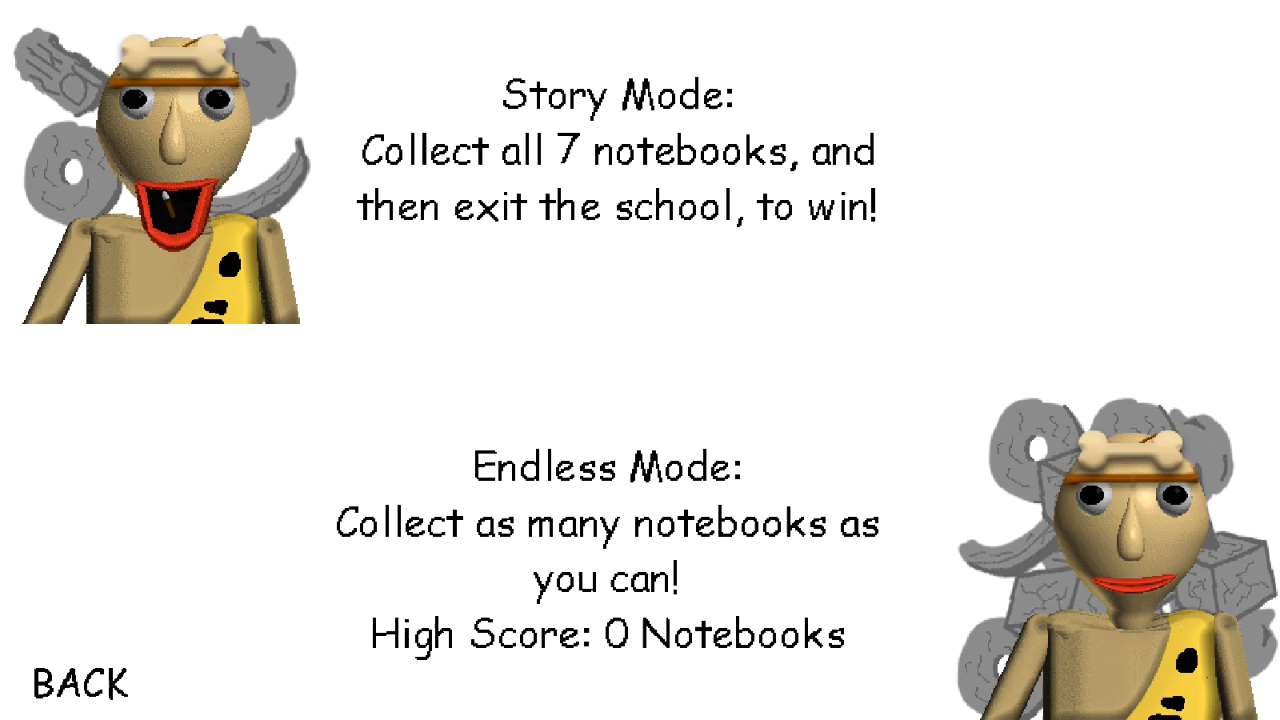 Story Mode:
Collect all 7 notebooks, and
then exit the school, to win!
Endless Mode:
Collect as many notebooks as
you can!
High Score: 0 Notebooks
BACK